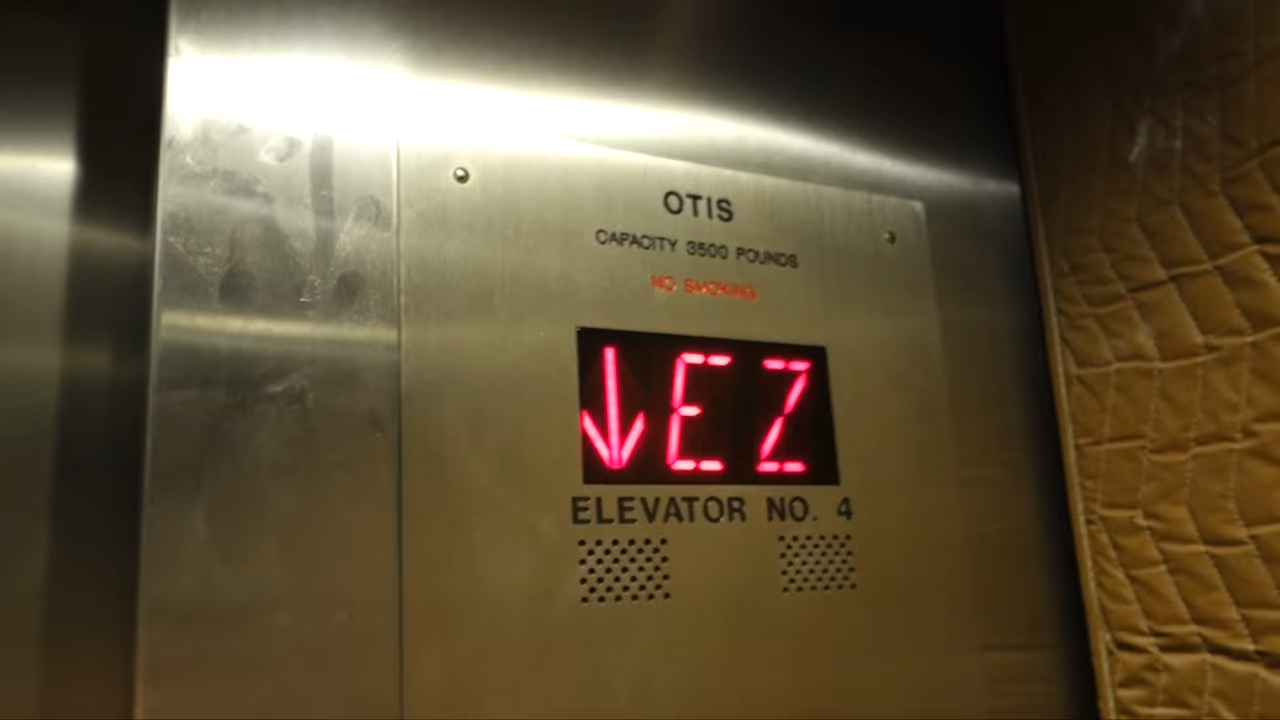 OTIS
CAPACITY 3500 POUNDS
NO SMOKING
↓EZ
ELEVATOR NO. 4